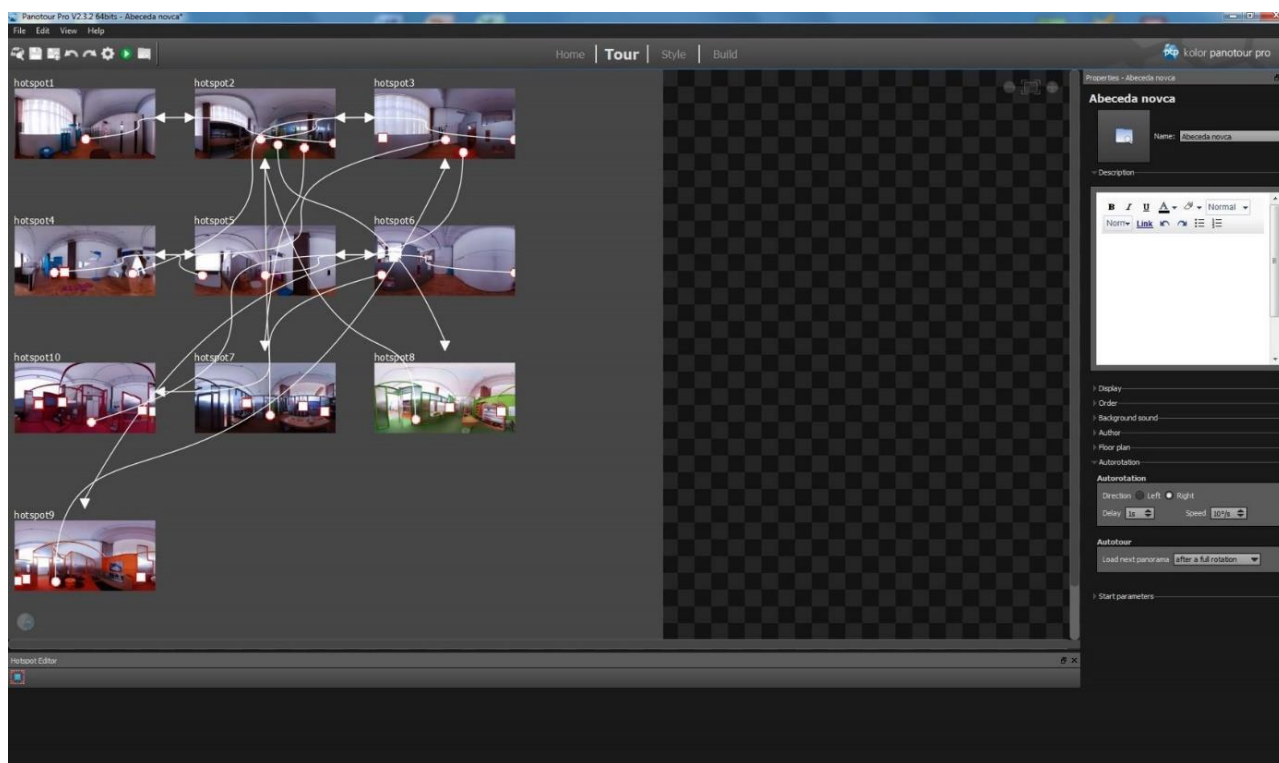 Panotour Pro V2.3.2 64bits - Abeceda novca*
File Edit View Help
Home Tour Style Build
kolor panotour pro
hotspot1 hotspot2 hotspot3
hotspot4 hotspot5 hotspot6
hotspot10 hotspot7 hotspot8
hotspot9
Properties - Abeceda novca
Abeceda novca
Name: Abeceda novca
Description
B I U A Normal
Norm Link
Display
Order
Background sound
Author
Floor plan
Autorotation
Autorotation
Direction Left Right
Delay 1s Speed 10°/s
Autotour
Load next panorama after a full rotation
Start parameters
Hotspot Editor